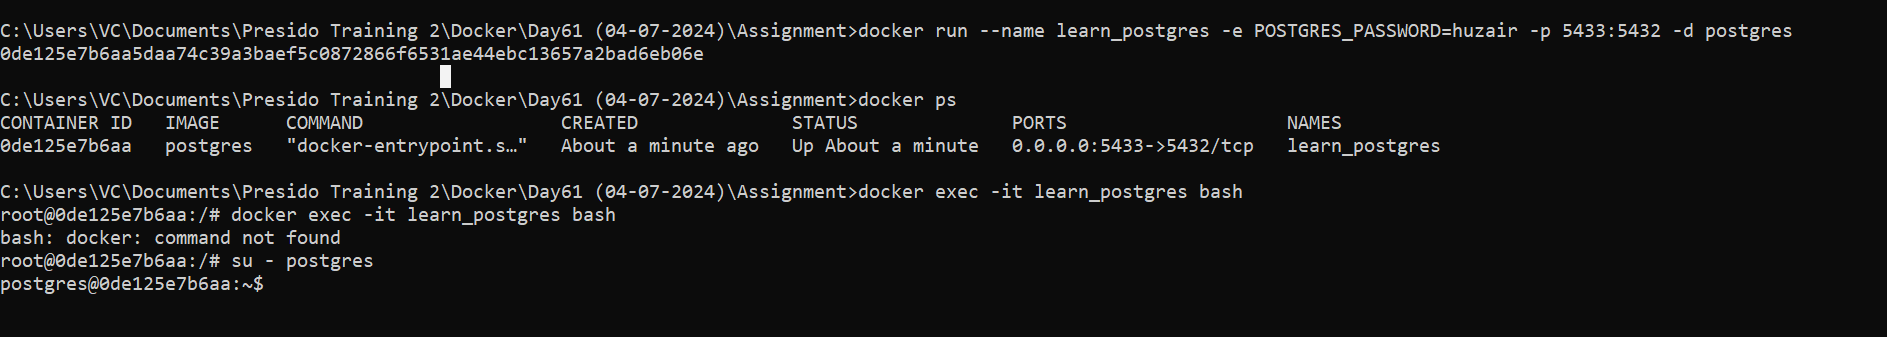 C:\Users\VC\Documents\Presido Training 2\Docker\Day61 (04-07-2024)\Assignment>docker run --name learn_postgres -e POSTGRES_PASSWORD=huzair -p 5433:5432 -d postgres
0de125e7b6aa5daa74c39a3baef5c0872866f6531ae44ebc13657a2bad6eb06e
C:\Users\VC\Documents\Presido Training 2\Docker\Day61 (04-07-2024)\Assignment>docker ps
CONTAINER ID   IMAGE      COMMAND                  CREATED              STATUS              PORTS                    NAMES
0de125e7b6aa   postgres   "docker-entrypoint.s…"   About a minute ago   Up About a minute   0.0.0.0:5433->5432/tcp   learn_postgres
C:\Users\VC\Documents\Presido Training 2\Docker\Day61 (04-07-2024)\Assignment>docker exec -it learn_postgres bash
root@0de125e7b6aa:/# docker exec -it learn_postgres bash
bash: docker: command not found
root@0de125e7b6aa:/# su - postgres
postgres@0de125e7b6aa:~$